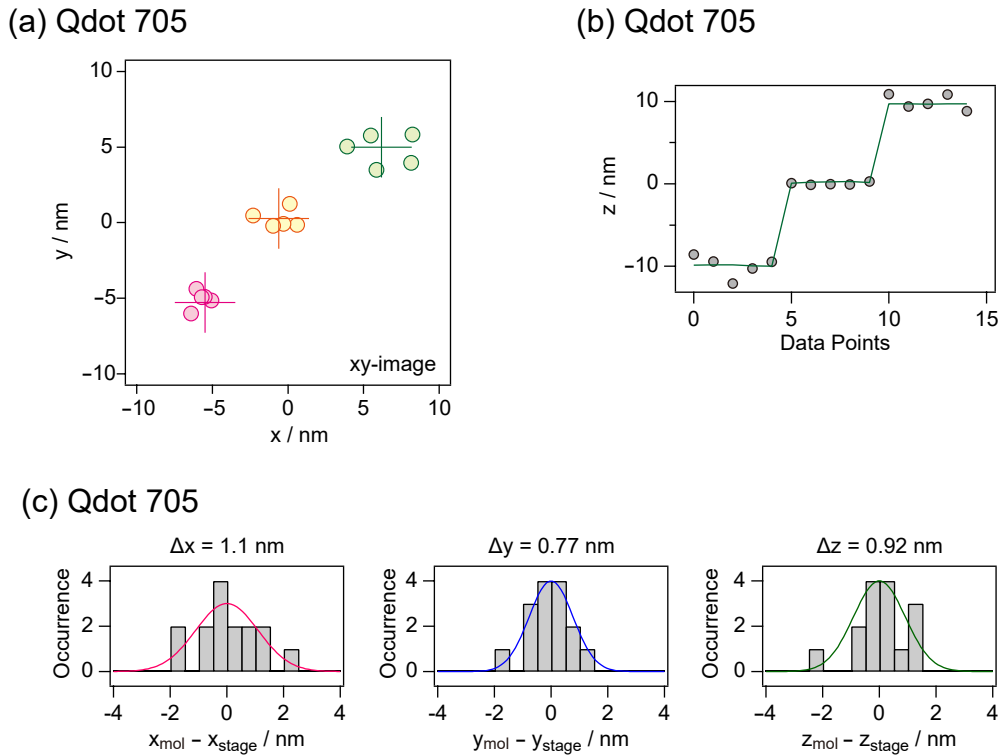 (a) Qdot 705
(b) Qdot 705
10
5
0
−5
−10
y / nm
xy-image
−10
−5
0
5
10
x / nm
10
0
−10
z / nm
0
5
10
15
Data Points
(c) Qdot 705
Δx = 1.1 nm
Occurrence
4
2
0
−4
−2
0
2
4
xmol – xstage / nm
Δy = 0.77 nm
Occurrence
4
2
0
−4
−2
0
2
4
ymol – ystage / nm
Δz = 0.92 nm
Occurrence
4
2
0
−4
−2
0
2
4
zmol – zstage / nm